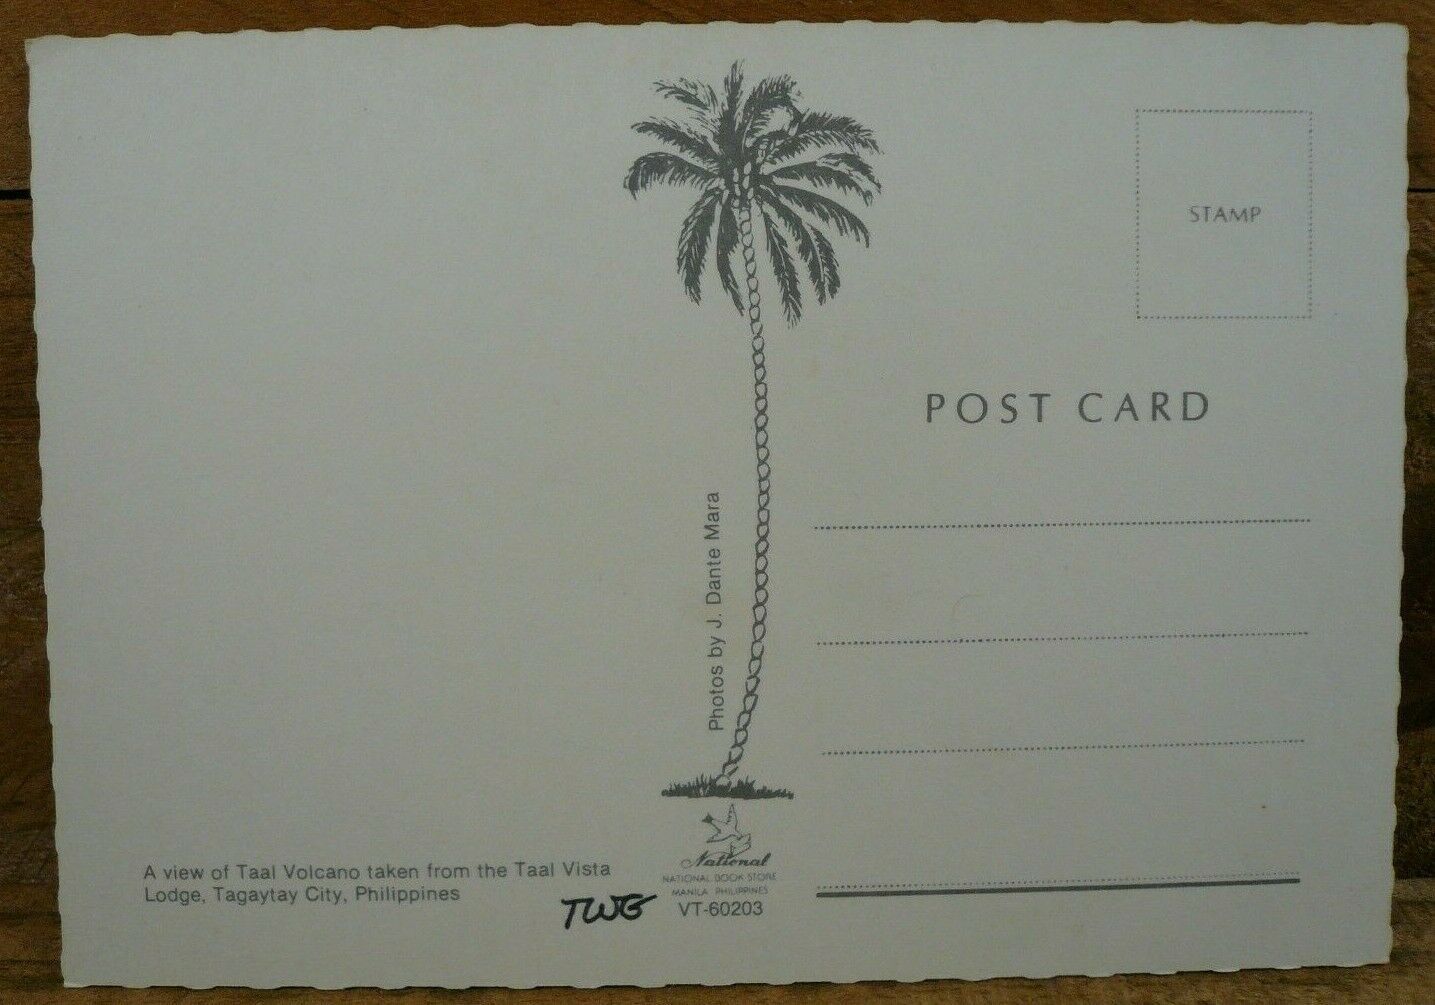 STAMP
POST CARD
Photos by J. Dante Mara
A view of Taal Volcano taken from the Taal Vista
Lodge, Tagaytay City, Philippines
TWG
National
NATIONAL BOOK STORE
MANILA PHILIPPINES
VT-60203